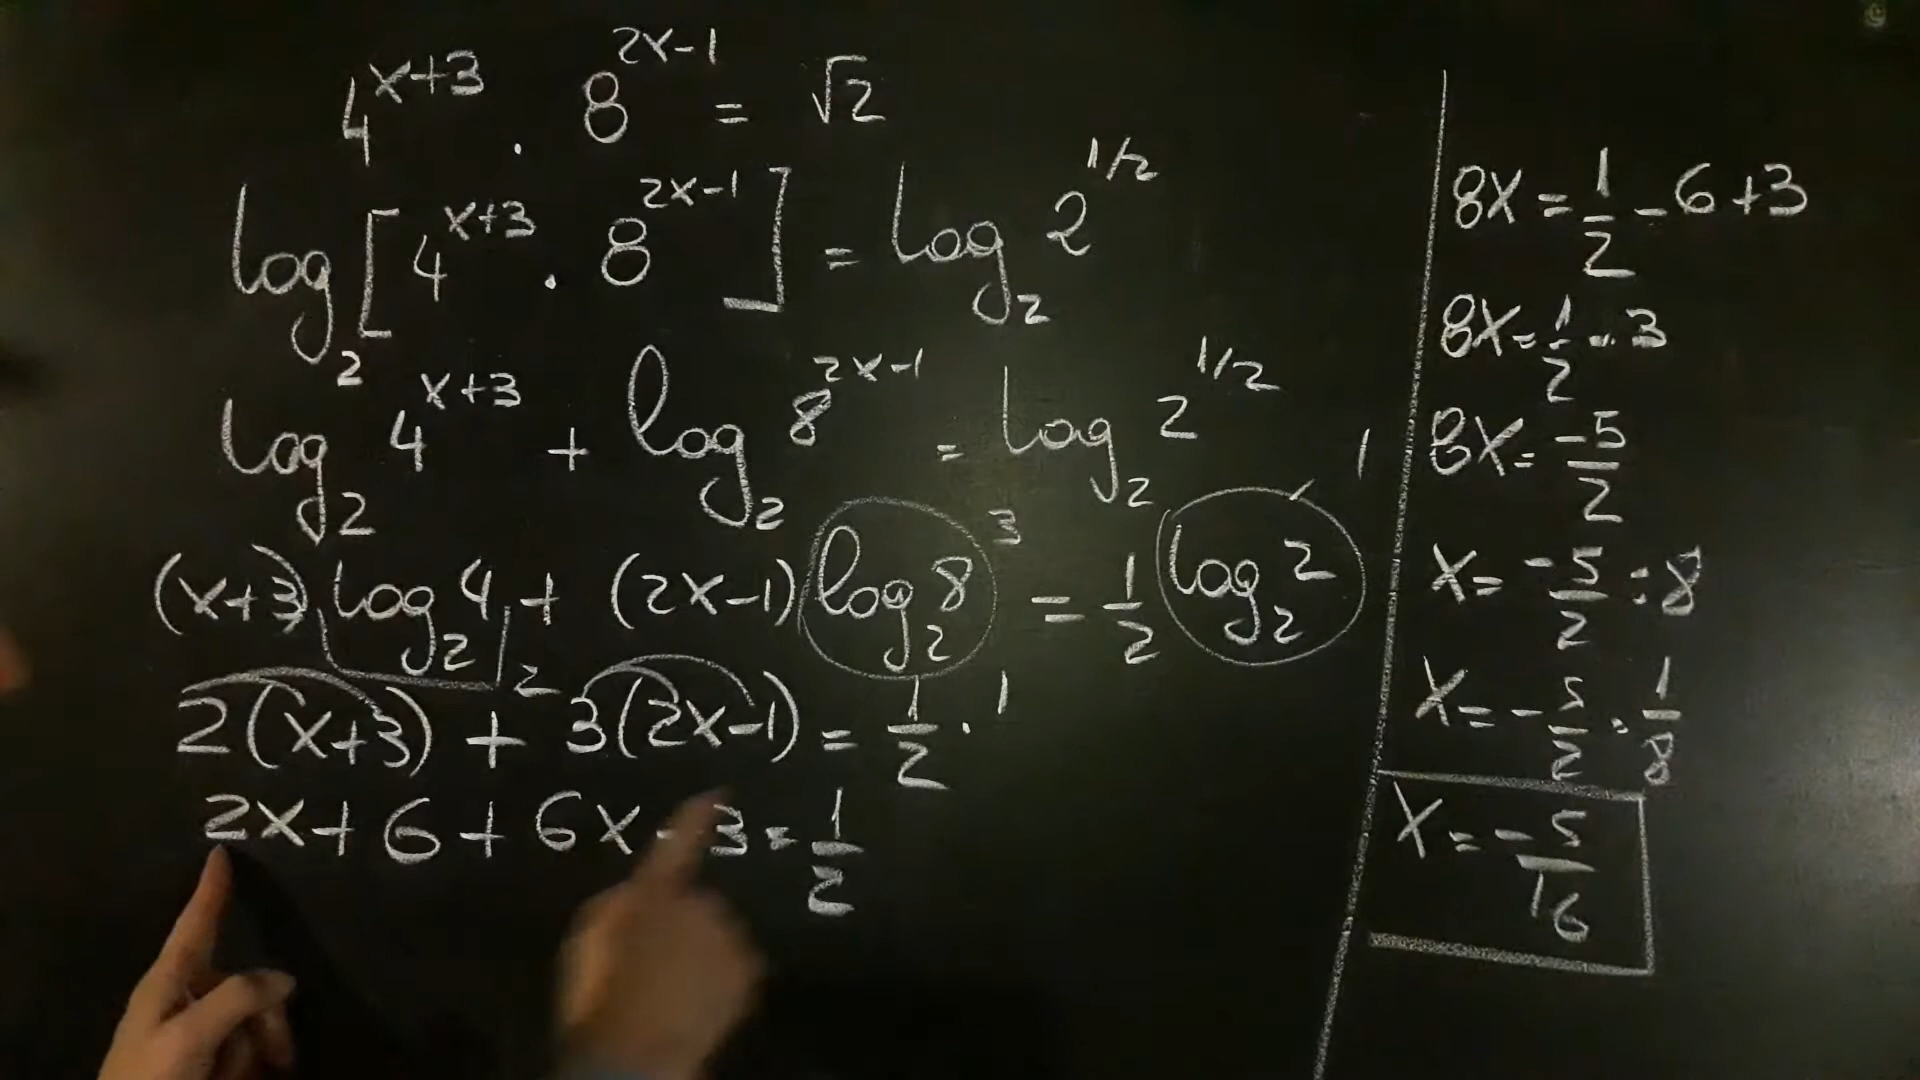 4^(x+3) . 8^(2x-1) = √2
log_2 [4^(x+3) . 8^(2x-1)] = log_2 2^(1/2)
log_2 4^(x+3) + log_2 8^(2x-1) = log_2 2^(1/2)
(x+3) log_2 4 + (2x-1) log_2 8 = 1/2 log_2 2
2 3 1
2(x+3) + 3(2x-1) = 1/2 . 1
2x + 6 + 6x - 3 = 1/2
8x = 1/2 - 6 + 3
8x = 1/2 - 3
8x = -5/2
x = -5/2 : 8
x = -5/2 . 1/8
x = -5/16